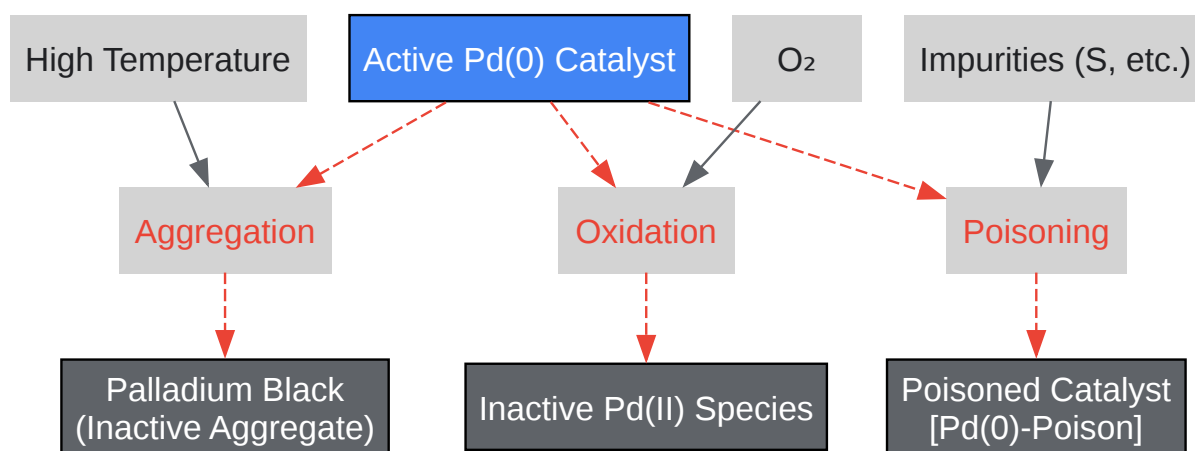 High Temperature
Active Pd(0) Catalyst
O₂
Impurities (S, etc.)
Aggregation
Oxidation
Poisoning
Palladium Black
(Inactive Aggregate)
Inactive Pd(II) Species
Poisoned Catalyst
[Pd(0)-Poison]